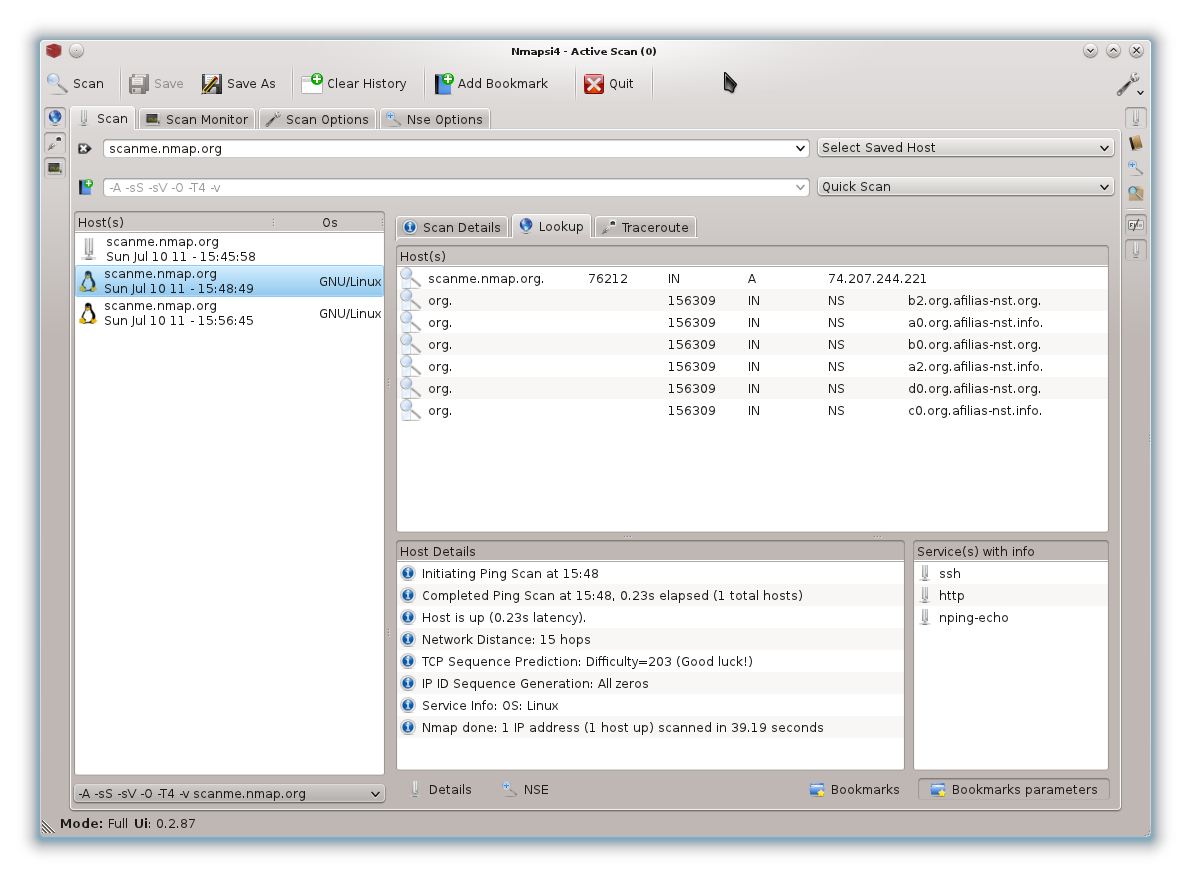 Nmapsi4 - Active Scan (0)
Scan Save Save As Clear History Add Bookmark Quit
Scan Scan Monitor Scan Options Nse Options
scanme.nmap.org Select Saved Host
-A -sS -sV -O -T4 -v Quick Scan
Host(s) Os
scanme.nmap.org
Sun Jul 10 11 - 15:45:58
scanme.nmap.org
Sun Jul 10 11 - 15:48:49 GNU/Linux
scanme.nmap.org
Sun Jul 10 11 - 15:56:45 GNU/Linux
-A -sS -sV -O -T4 -v scanme.nmap.org
Scan Details Lookup Traceroute
Host(s)
scanme.nmap.org. 76212 IN A 74.207.244.221
org. 156309 IN NS b2.org.afilias-nst.org.
org. 156309 IN NS a0.org.afilias-nst.info.
org. 156309 IN NS b0.org.afilias-nst.org.
org. 156309 IN NS a2.org.afilias-nst.info.
org. 156309 IN NS d0.org.afilias-nst.org.
org. 156309 IN NS c0.org.afilias-nst.info.
Host Details
Initiating Ping Scan at 15:48
Completed Ping Scan at 15:48, 0.23s elapsed (1 total hosts)
Host is up (0.23s latency).
Network Distance: 15 hops
TCP Sequence Prediction: Difficulty=203 (Good luck!)
IP ID Sequence Generation: All zeros
Service Info: OS: Linux
Nmap done: 1 IP address (1 host up) scanned in 39.19 seconds
Service(s) with info
ssh
http
nping-echo
Details NSE Bookmarks Bookmarks parameters
Mode: Full Ui: 0.2.87